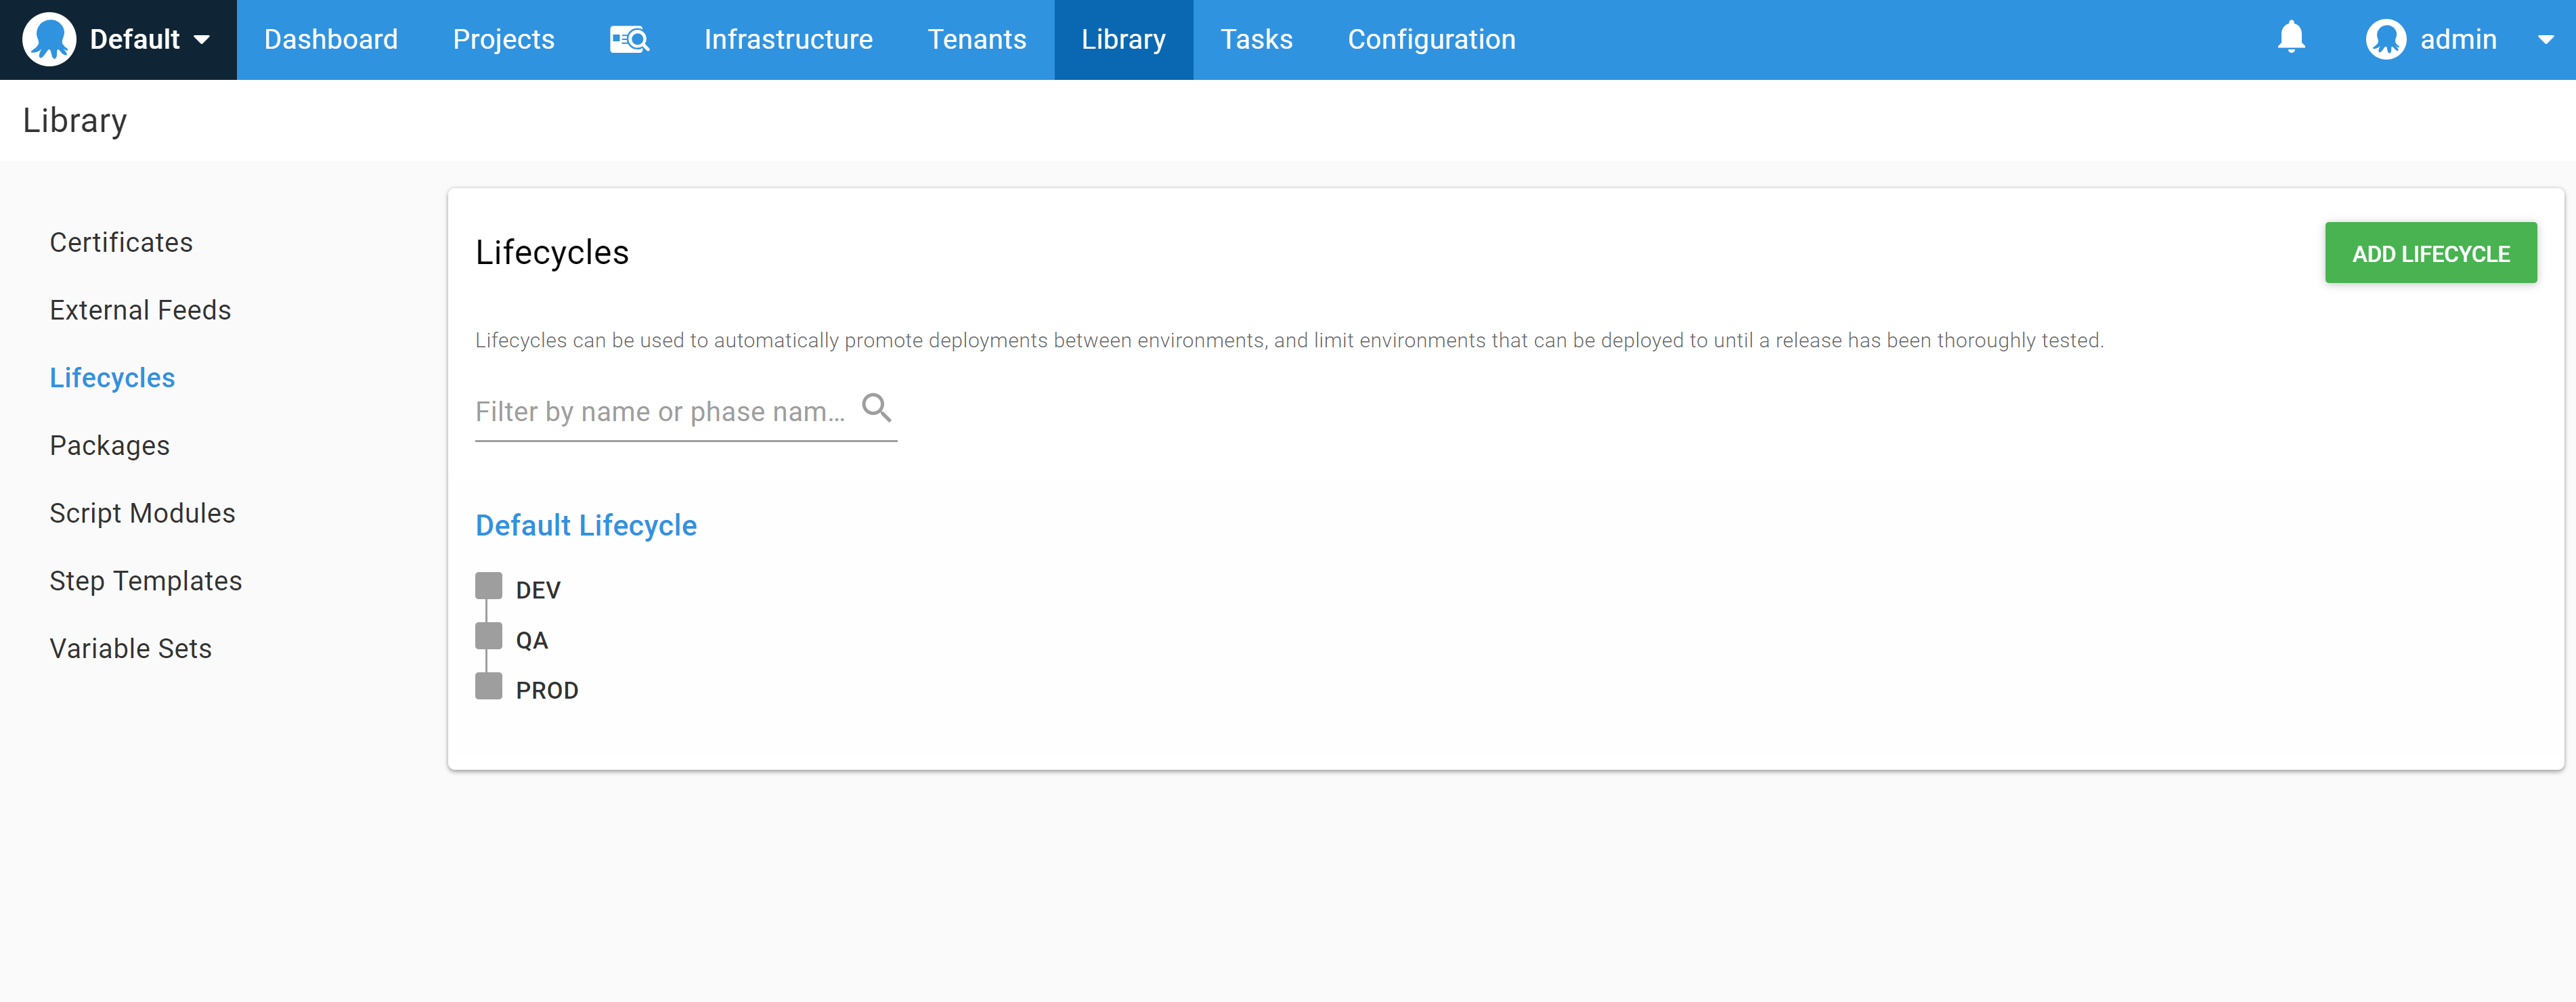 Default
Dashboard
Projects
Infrastructure
Tenants
Library
Tasks
Configuration
admin
Library
Certificates
External Feeds
Lifecycles
Packages
Script Modules
Step Templates
Variable Sets
Lifecycles
ADD LIFECYCLE
Lifecycles can be used to automatically promote deployments between environments, and limit environments that can be deployed to until a release has been thoroughly tested.
Filter by name or phase nam...
Default Lifecycle
DEV
QA
PROD